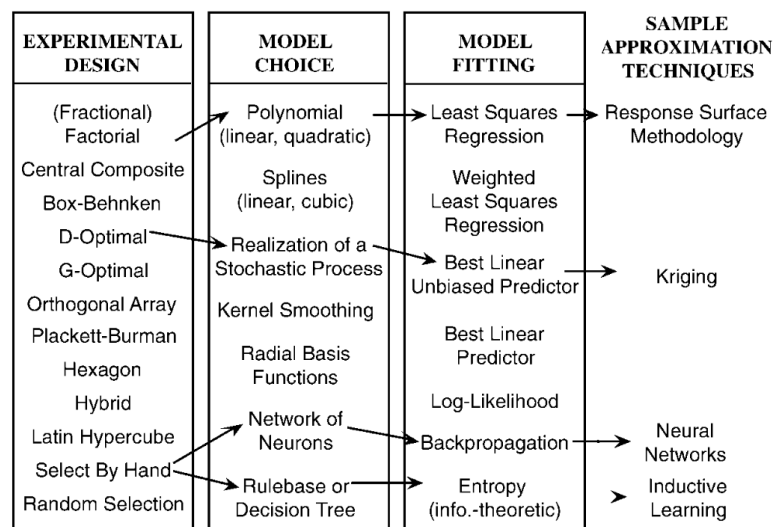 EXPERIMENTAL
DESIGN
(Fractional)
Factorial
Central Composite
Box-Behnken
D-Optimal
G-Optimal
Orthogonal Array
Plackett-Burman
Hexagon
Hybrid
Latin Hypercube
Select By Hand
Random Selection
MODEL
CHOICE
Polynomial
(linear, quadratic)
Splines
(linear, cubic)
Realization of a
Stochastic Process
Kernel Smoothing
Radial Basis
Functions
Network of
Neurons
Rulebase or
Decision Tree
MODEL
FITTING
Least Squares
Regression
Weighted
Least Squares
Regression
Best Linear
Unbiased Predictor
Best Linear
Predictor
Log-Likelihood
Backpropagation
Entropy
(info.-theoretic)
SAMPLE
APPROXIMATION
TECHNIQUES
Response Surface
Methodology
Kriging
Neural
Networks
Inductive
Learning